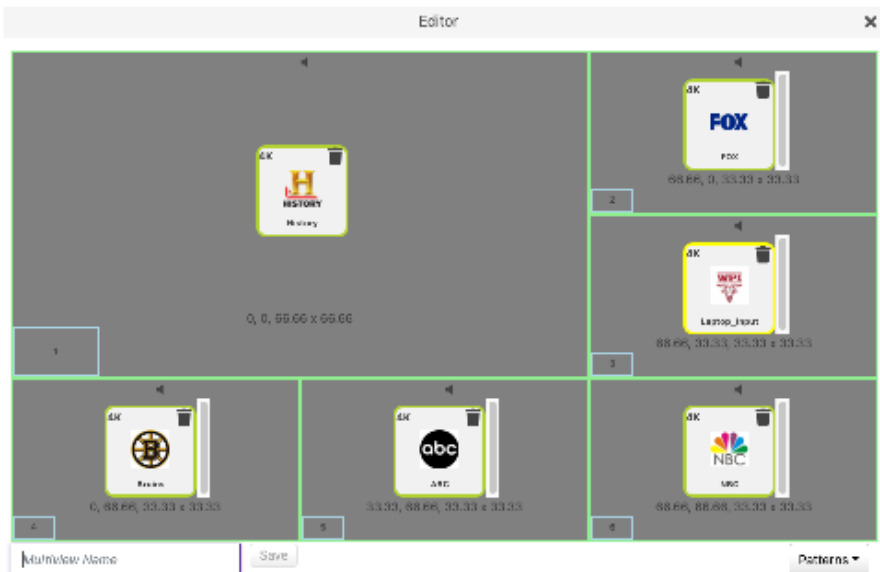 Editor
4K
HISTORY
History
0, 0, 66.66 x 66.66
1
4K
FOX
FOX
66.66, 0, 33.33 x 33.33
2
4K
Laptop_Input
66.66, 33.33, 33.33 x 33.33
3
4K
B
Bruins
0, 66.66, 33.33 x 33.33
4
4K
abc
ABC
33.33, 66.66, 33.33 x 33.33
5
4K
NBC
NBC
66.66, 66.66, 33.33 x 33.33
6
Multiview Name
Save
Patterns